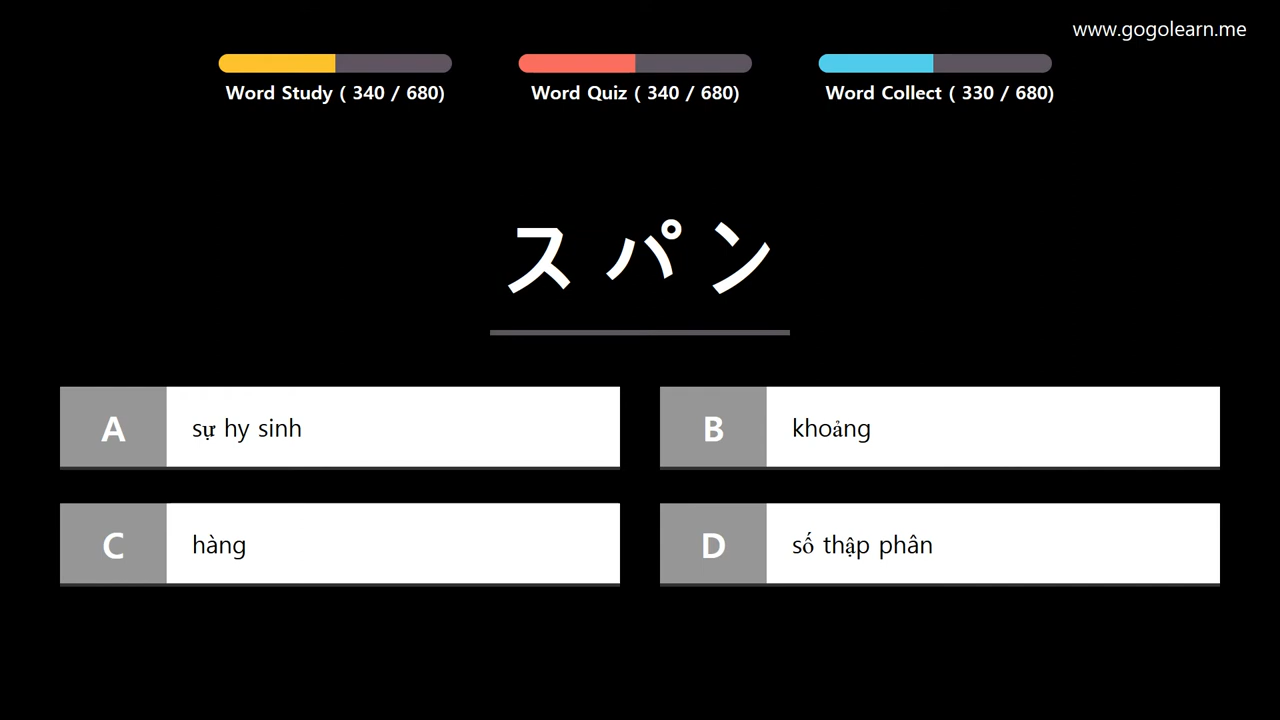 www.gogolearn.me
Word Study ( 340 / 680)
Word Quiz ( 340 / 680)
Word Collect ( 330 / 680)
スパン
A sự hy sinh
B khoảng
C hàng
D số thập phân